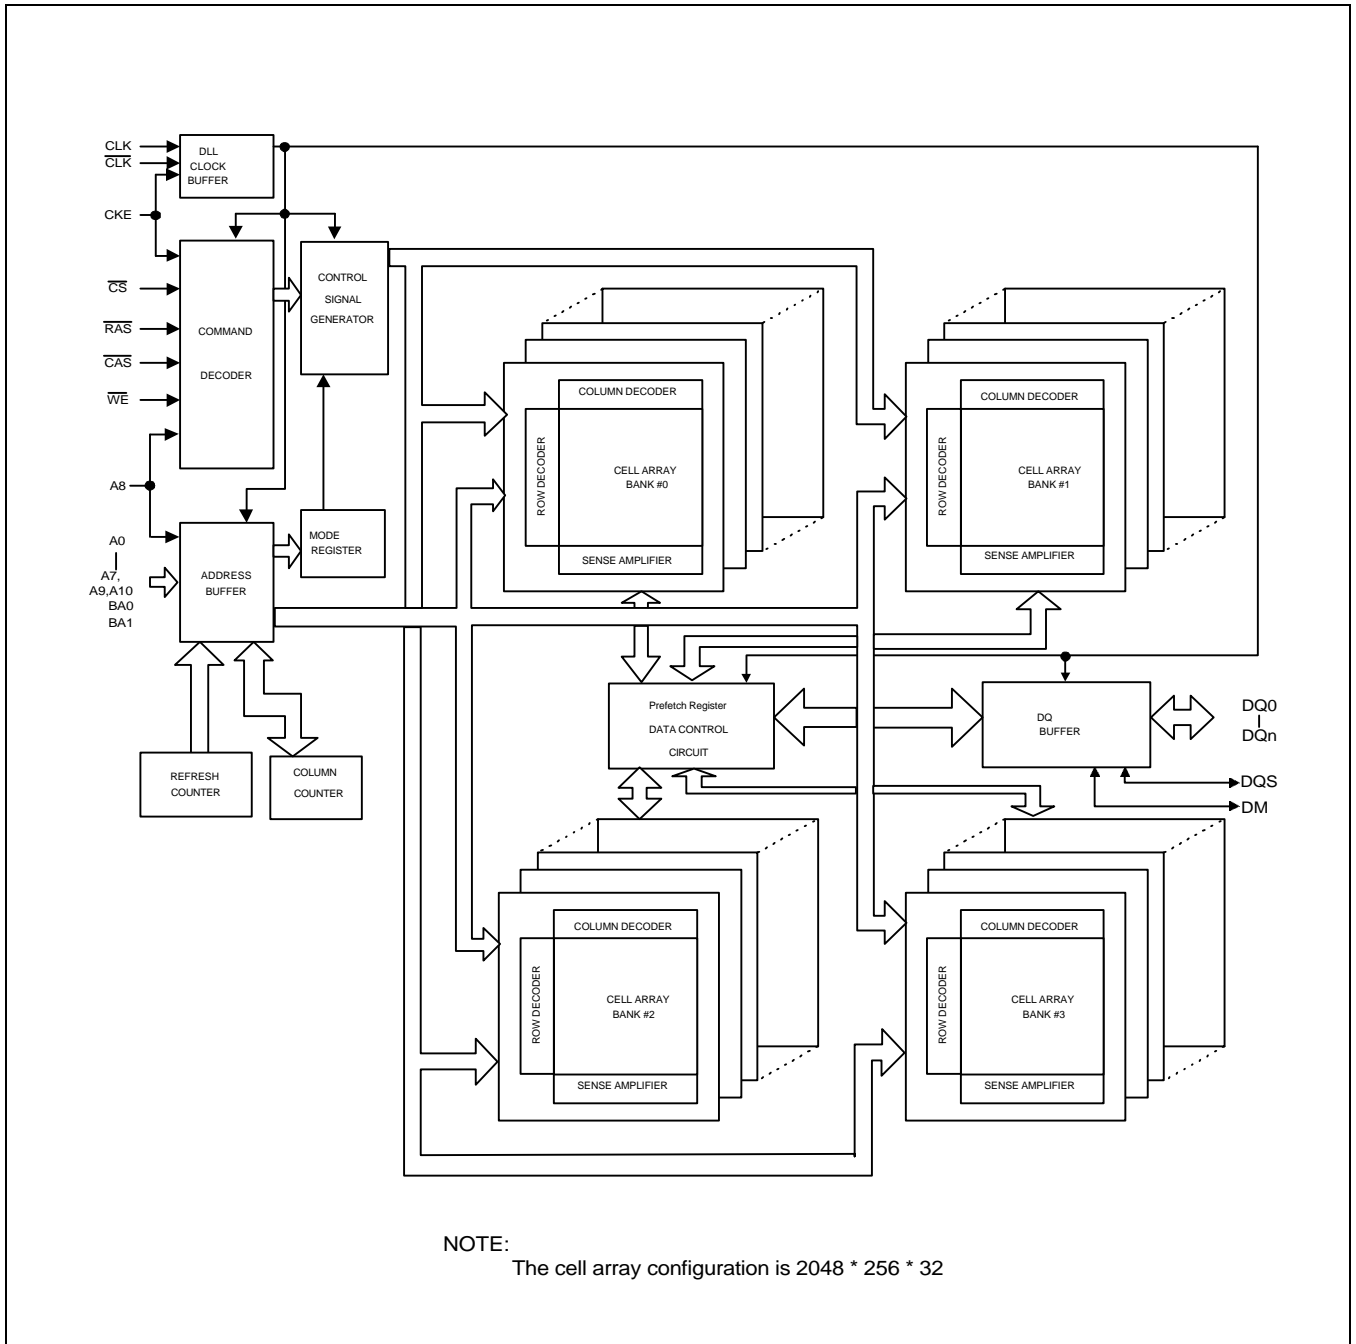 CLK
CLK
CKE
CS
RAS
CAS
WE
A8
A0
A7,
A9,A10
BA0
BA1
DLL
CLOCK
BUFFER
COMMAND
DECODER
CONTROL
SIGNAL
GENERATOR
MODE
REGISTER
ADDRESS
BUFFER
REFRESH
COUNTER
COLUMN
COUNTER
COLUMN DECODER
ROW DECODER
CELL ARRAY
BANK #0
SENSE AMPLIFIER
COLUMN DECODER
ROW DECODER
CELL ARRAY
BANK #1
SENSE AMPLIFIER
Prefetch Register
DATA CONTROL
CIRCUIT
DQ
BUFFER
DQ0
DQn
DQS
DM
COLUMN DECODER
ROW DECODER
CELL ARRAY
BANK #2
SENSE AMPLIFIER
COLUMN DECODER
ROW DECODER
CELL ARRAY
BANK #3
SENSE AMPLIFIER
NOTE:
The cell array configuration is 2048 * 256 * 32